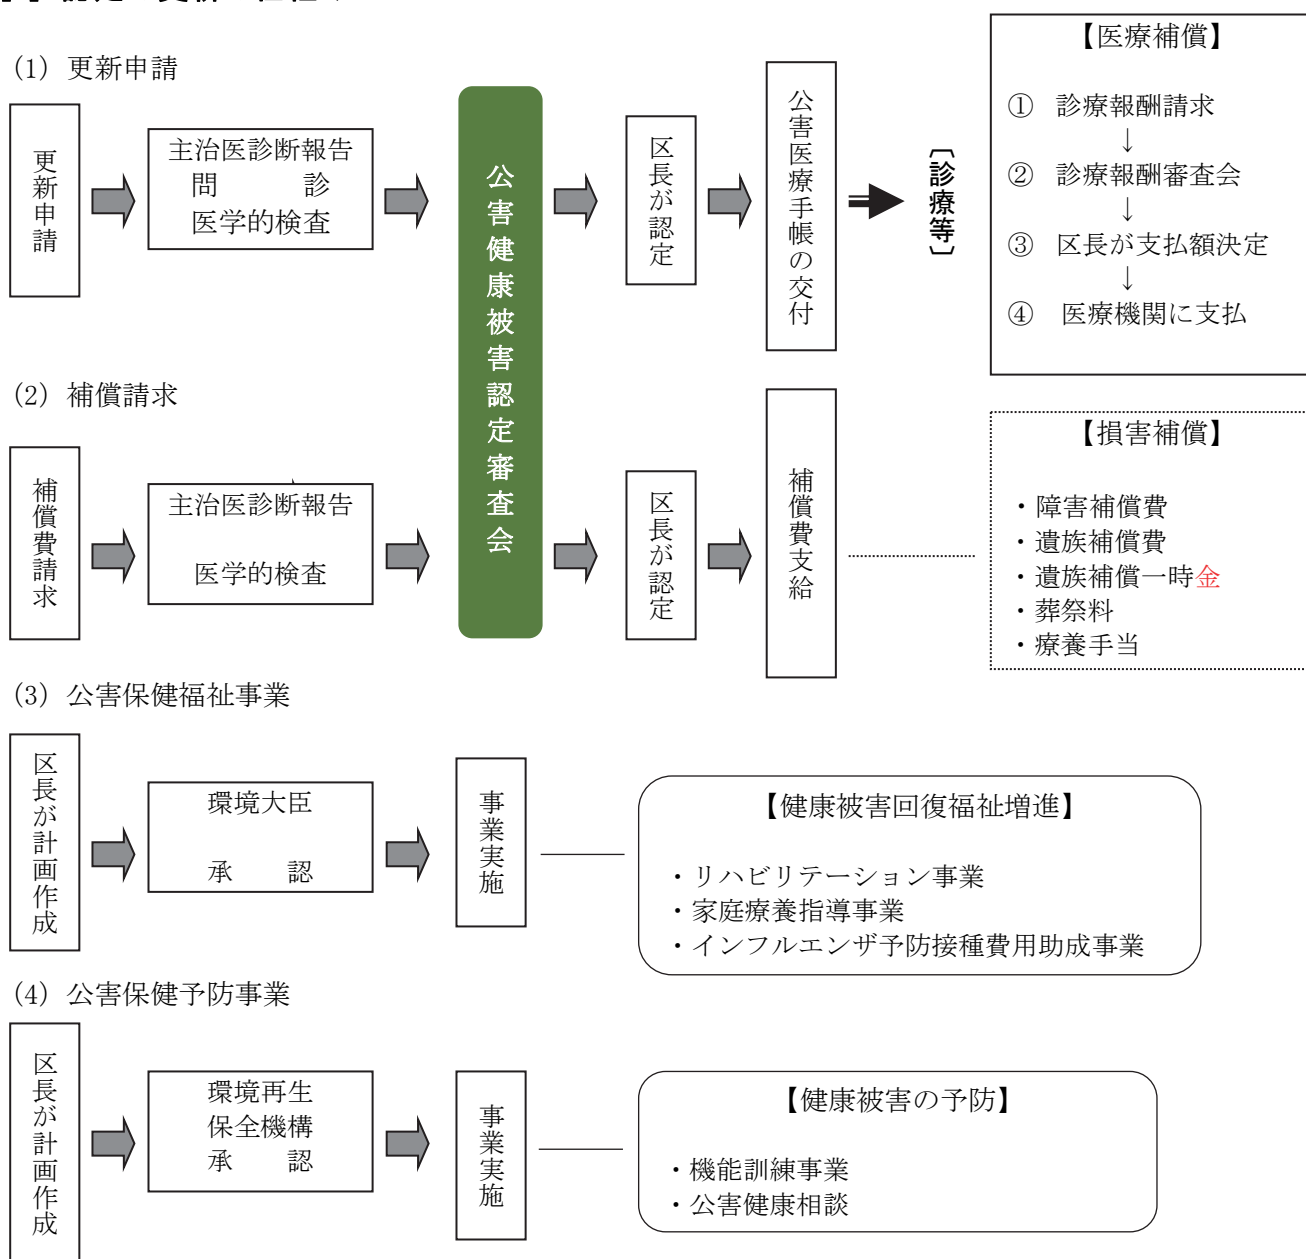 (1) 更新申請
更新申請
主治医診断報告
問　　診
医学的検査
公害健康被害認定審査会
区長が認定
公害医療手帳の交付
〔診療等〕
【医療補償】
① 診療報酬請求
↓
② 診療報酬審査会
↓
③ 区長が支払額決定
↓
④ 医療機関に支払
(2) 補償請求
補償費請求
主治医診断報告
医学的検査
区長が認定
補償費支給
【損害補償】
・障害補償費
・遺族補償費
・遺族補償一時金
・葬祭料
・療養手当
(3) 公害保健福祉事業
区長が計画作成
環境大臣
承　　認
事業実施
【健康被害回復福祉増進】
・リハビリテーション事業
・家庭療養指導事業
・インフルエンザ予防接種費用助成事業
(4) 公害保健予防事業
区長が計画作成
環境再生
保全機構
承　　認
事業実施
【健康被害の予防】
・機能訓練事業
・公害健康相談